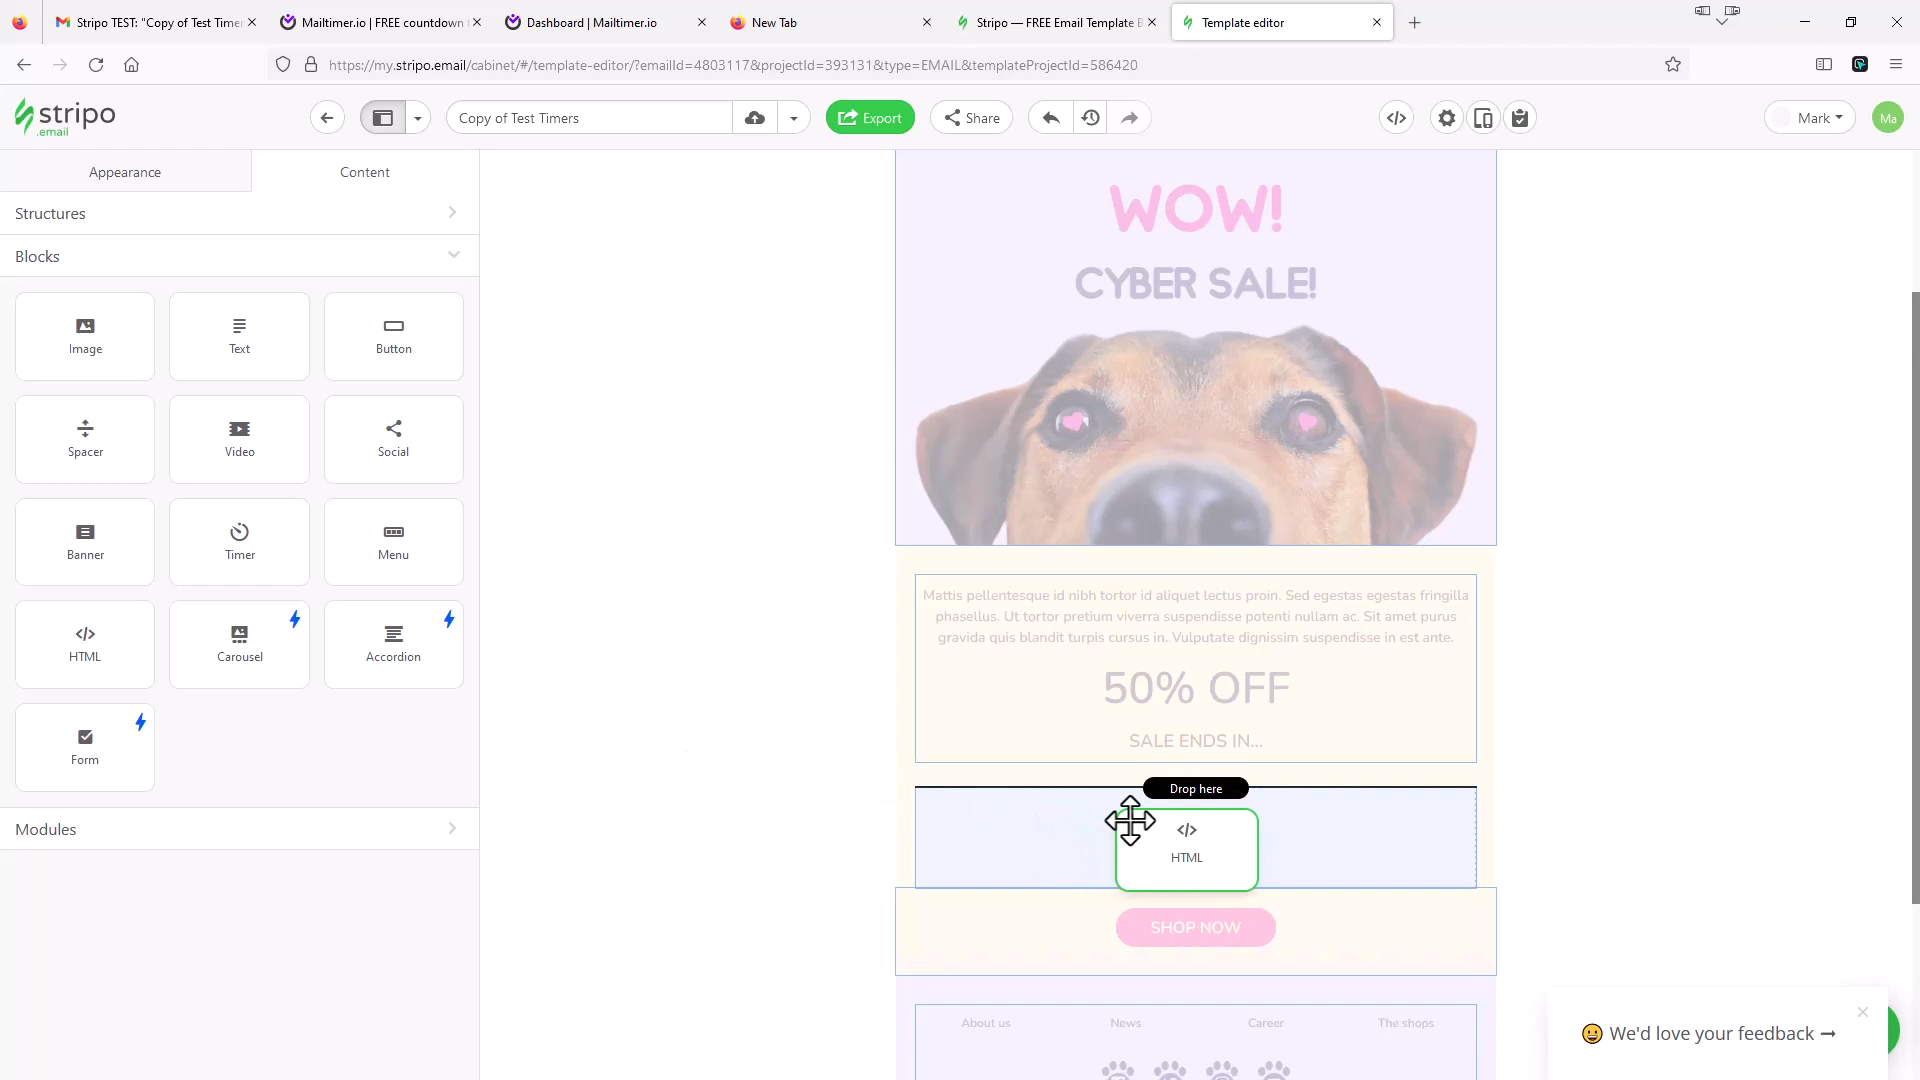 Stripo TEST: "Copy of Test Timer
Mailtimer.io | FREE countdown
Dashboard | Mailtimer.io
New Tab
Stripo — FREE Email Template B
Template editor
https://my.stripo.email/cabinet/#/template-editor/?emailId=4803117&projectId=393131&type=EMAIL&templateProjectId=586420
stripo
.email
Copy of Test Timers
Export
Share
Mark
Ma
Appearance
Content
Structures
Blocks
Image
Text
Button
Spacer
Video
Social
Banner
Timer
Menu
HTML
Carousel
Accordion
Form
Modules
WOW!
CYBER SALE!
Mattis pellentesque id nibh tortor id aliquet lectus proin. Sed egestas egestas fringilla
phasellus. Ut tortor pretium viverra suspendisse potenti nullam ac. Sit amet purus
gravida quis blandit turpis cursus in. Vulputate dignissim suspendisse in est ante.
50% OFF
SALE ENDS IN...
Drop here
HTML
SHOP NOW
About us
News
Career
The shops
We'd love your feedback